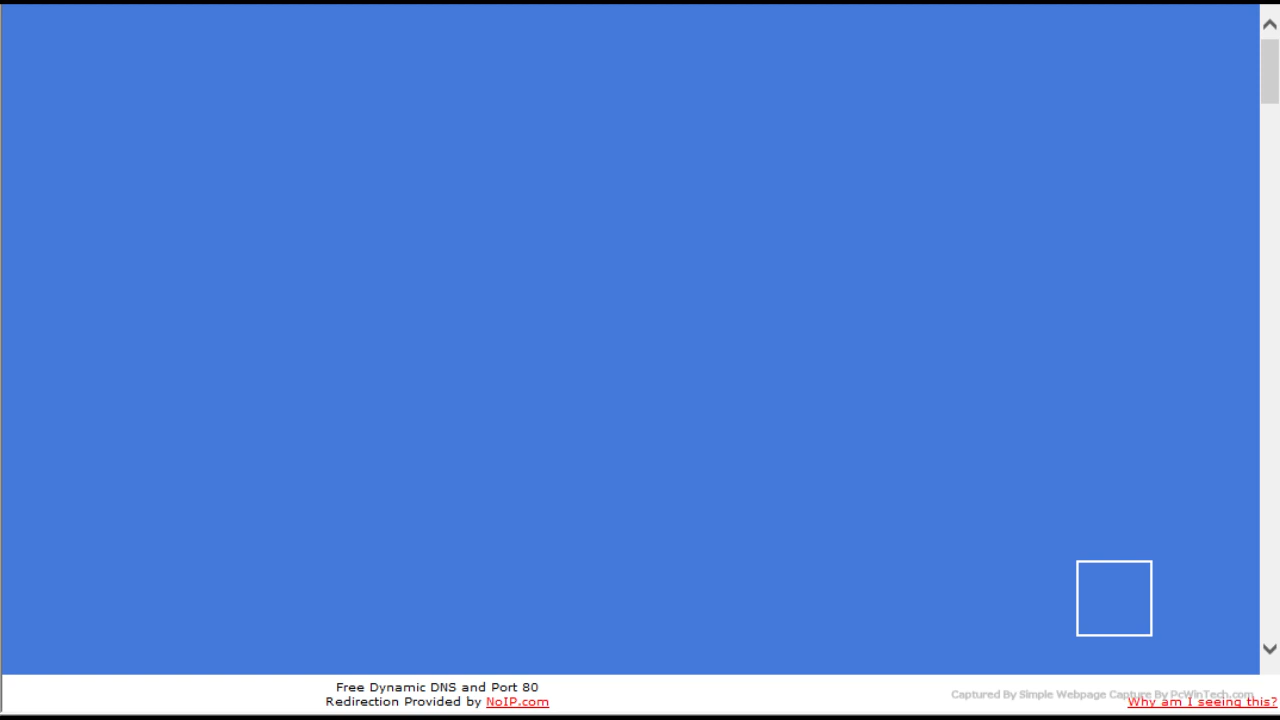 Free Dynamic DNS and Port 80
Redirection Provided by NoIP.com
Captured By Simple Webpage Capture By PcWinTech.com
Why am I seeing this?